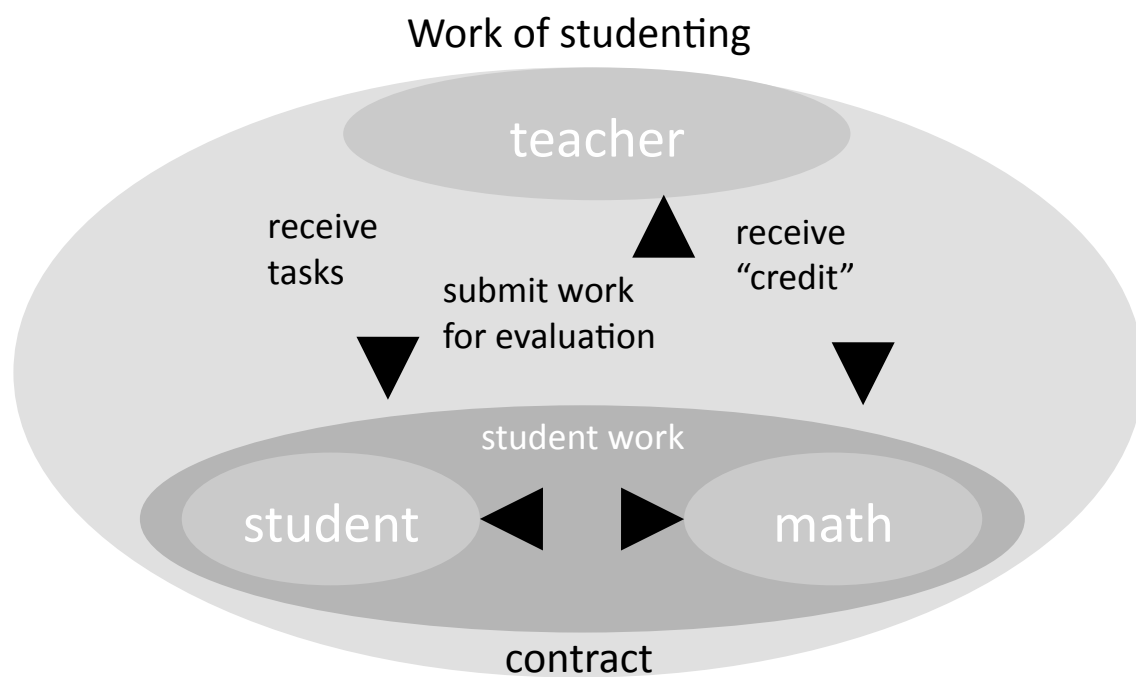 Work of studenting
teacher
receive
tasks
submit work
for evaluation
receive
“credit”
student work
student
math
contract